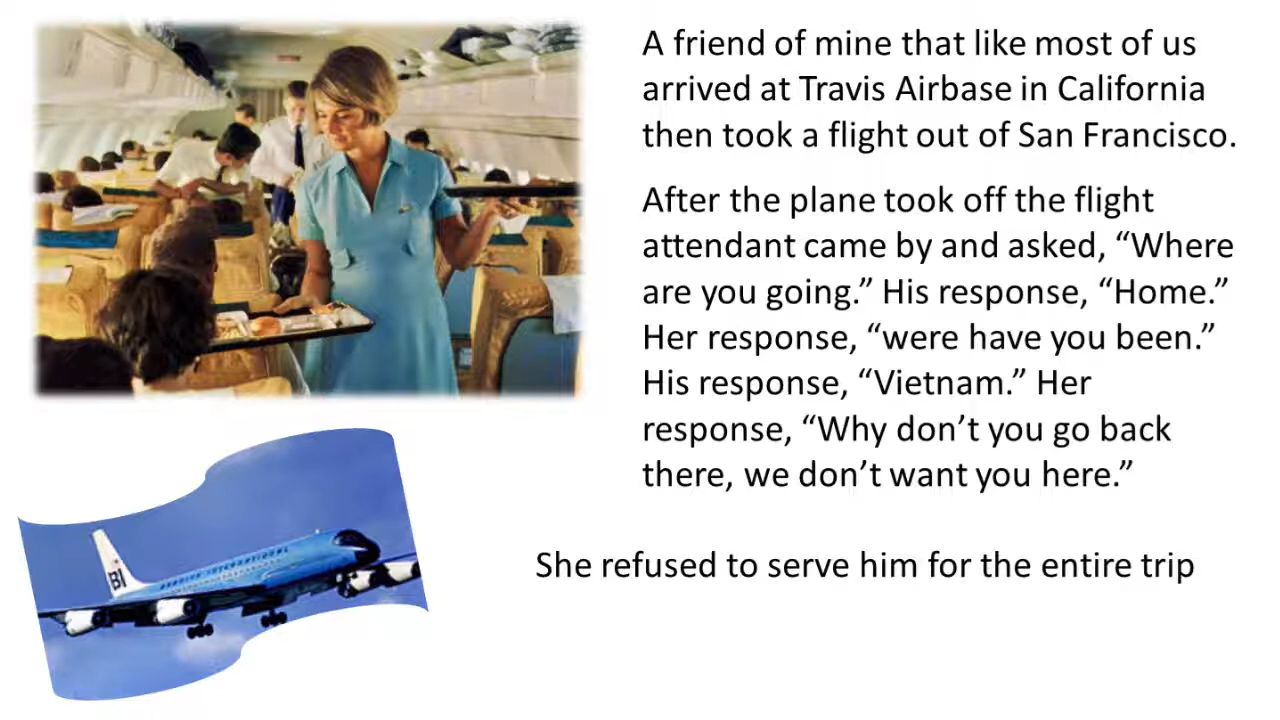 A friend of mine that like most of us
arrived at Travis Airbase in California
then took a flight out of San Francisco.
After the plane took off the flight
attendant came by and asked, “Where
are you going.” His response, “Home.”
Her response, “were have you been.”
His response, “Vietnam.” Her
response, “Why don’t you go back
there, we don’t want you here.”
She refused to serve him for the entire trip
BI
BRANIFF INTERNATIONAL